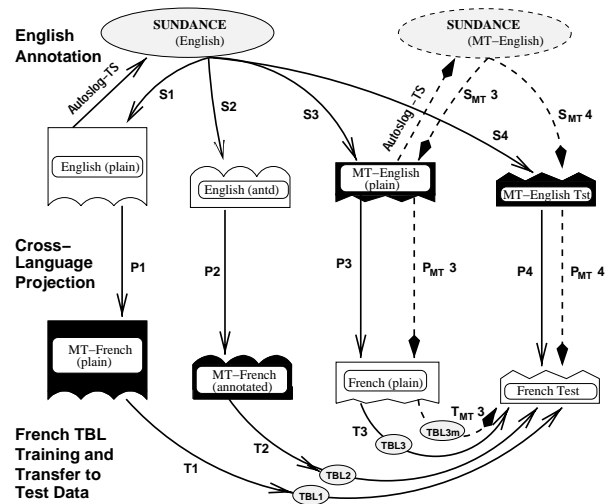 English
Annotation
SUNDANCE
(English)
SUNDANCE
(MT-English)
Autoslog-TS
S1
S2
S3
Autoslog-TS
S_MT 3
S4
S_MT 4
English (plain)
English (antd)
MT-English
(plain)
MT-English Tst
Cross-
Language
Projection
P1
P2
P3
P_MT 3
P4
P_MT 4
MT-French
(plain)
MT-French
(annotated)
French (plain)
French Test
French TBL
Training and
Transfer to
Test Data
T1
T2
T3
T_MT 3
TBL1
TBL2
TBL3
TBL3m